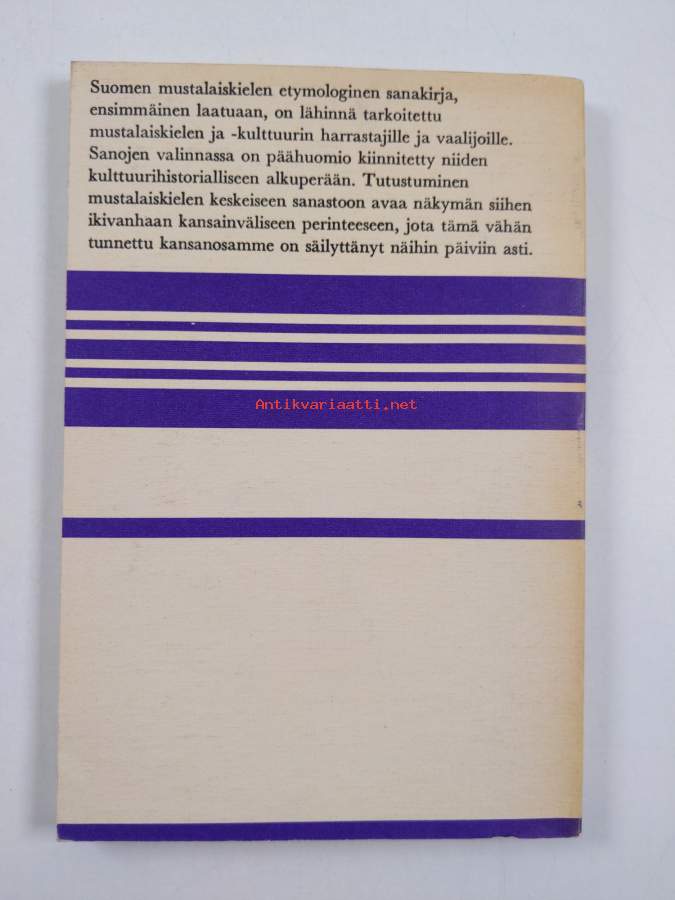 Suomen mustalaiskielen etymologinen sanakirja,
ensimmäinen laatuaan, on lähinnä tarkoitettu
mustalaiskielen ja -kulttuurin harrastajille ja vaalijoille.
Sanojen valinnassa on päähuomio kiinnitetty niiden
kulttuurihistorialliseen alkuperään. Tutustuminen
mustalaiskielen keskeiseen sanastoon avaa näkymän siihen
ikivanhaan kansainväliseen perinteeseen, jota tämä vähän
tunnettu kansanosamme on säilyttänyt näihin päiviin asti.
Antikvariaatti.net